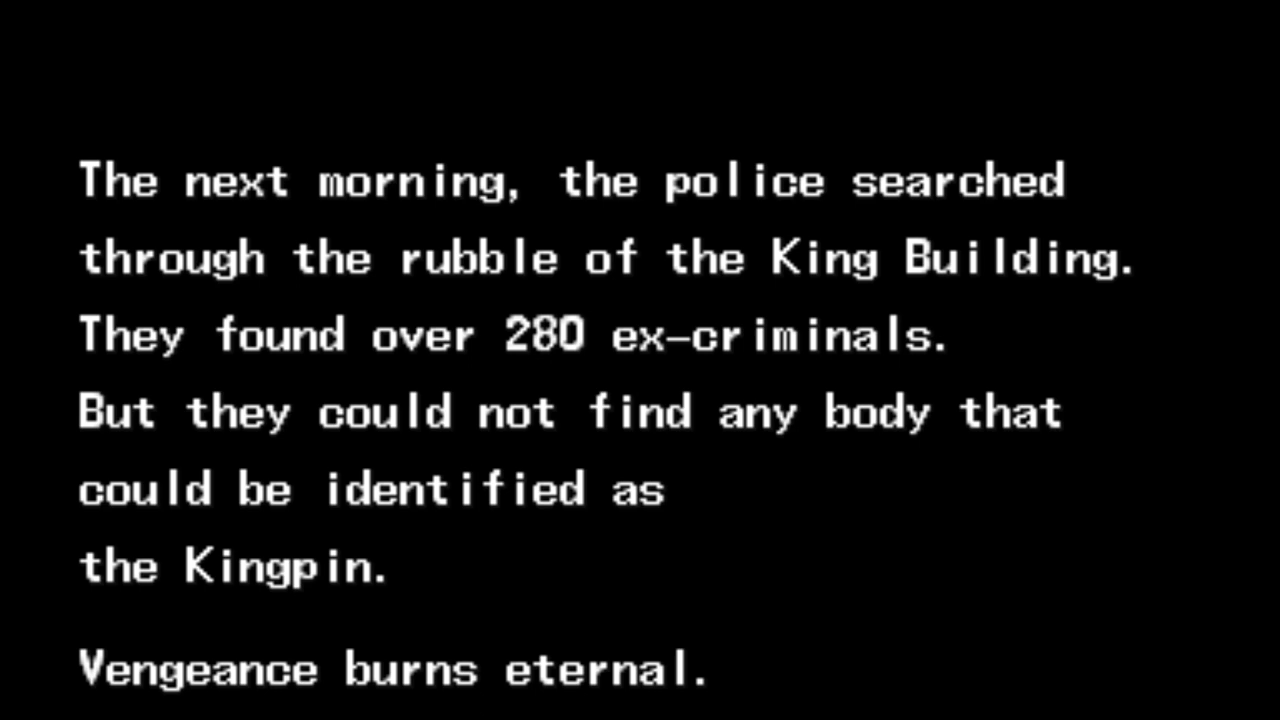 The next morning, the police searched
through the rubble of the King Building.
They found over 280 ex-criminals.
But they could not find any body that
could be identified as
the Kingpin.
Vengeance burns eternal.